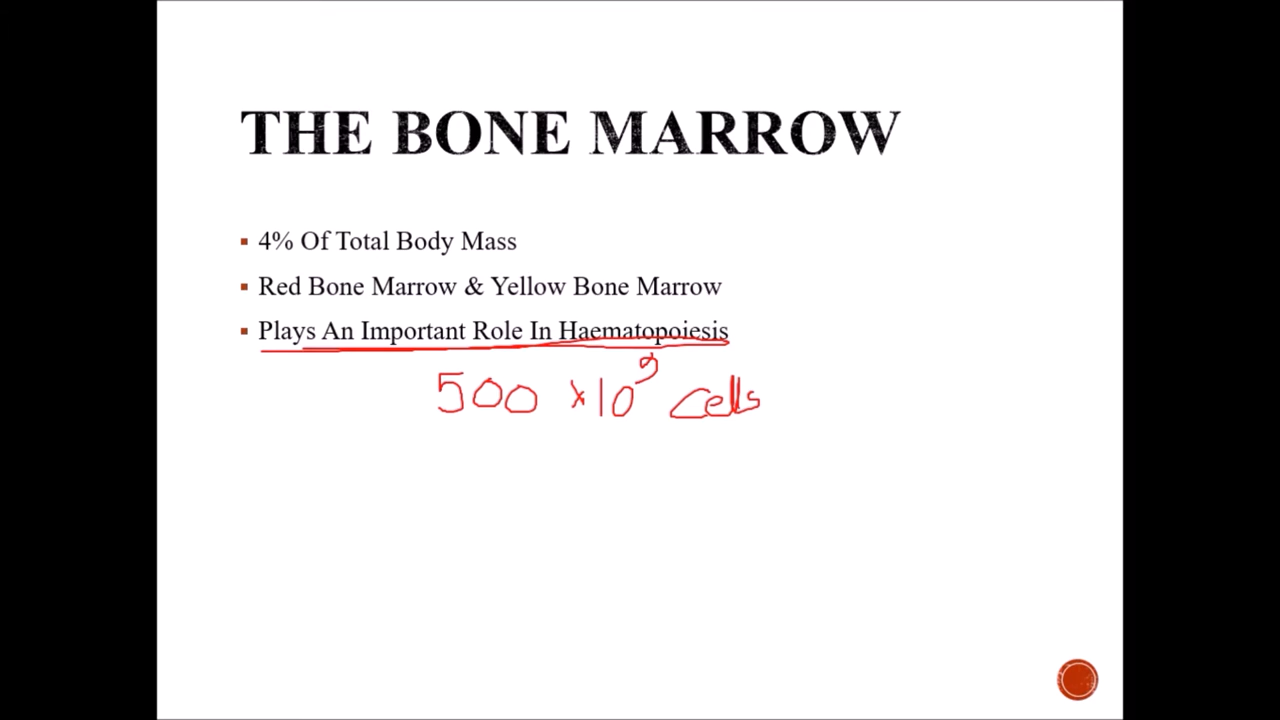 THE BONE MARROW
4% Of Total Body Mass
Red Bone Marrow & Yellow Bone Marrow
Plays An Important Role In Haematopoiesis
500 ×10⁹ cells